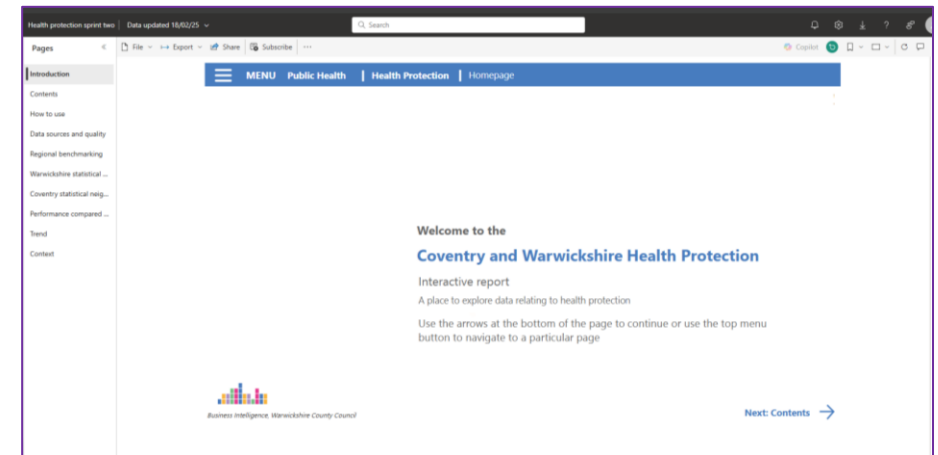 Health protection sprint two | Data updated 18/02/25
Search
Pages
File
Export
Share
Subscribe
...
Copilot
?
Introduction
Contents
How to use
Data sources and quality
Regional benchmarking
Warwickshire statistical ...
Coventry statistical neig...
Performance compared ...
Trend
Context
MENU Public Health | Health Protection | Homepage
Welcome to the
Coventry and Warwickshire Health Protection
Interactive report
A place to explore data relating to health protection
Use the arrows at the bottom of the page to continue or use the top menu
button to navigate to a particular page
Business Intelligence, Warwickshire County Council
Next: Contents